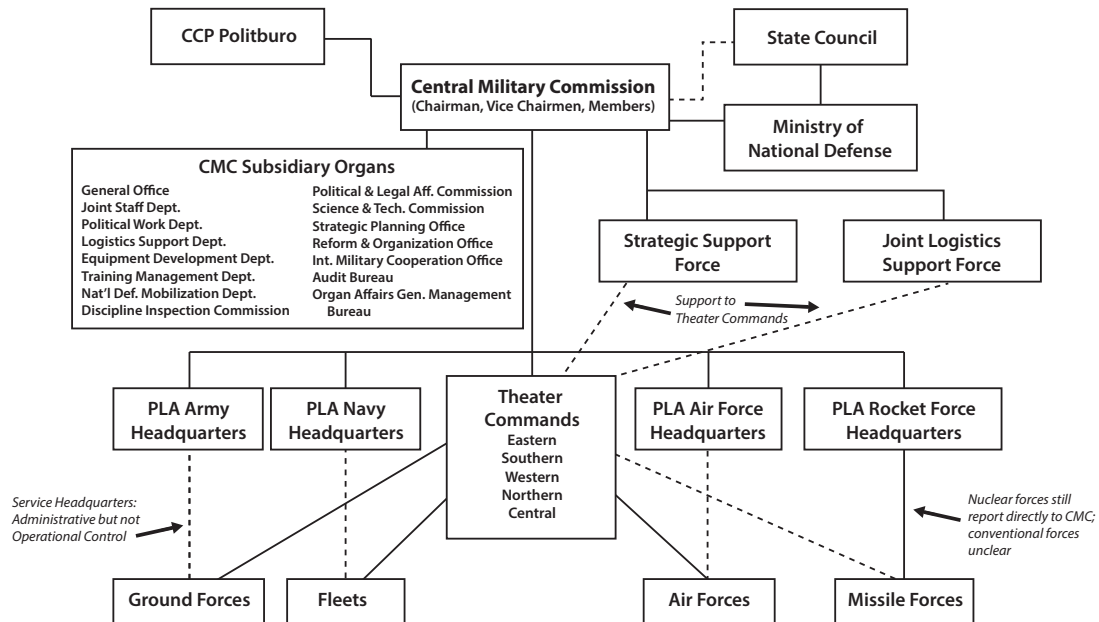 CCP Politburo
State Council
Central Military Commission
(Chairman, Vice Chairmen, Members)
Ministry of
National Defense
CMC Subsidiary Organs
General Office
Joint Staff Dept.
Political Work Dept.
Logistics Support Dept.
Equipment Development Dept.
Training Management Dept.
Nat'l Def. Mobilization Dept.
Discipline Inspection Commission
Political & Legal Aff. Commission
Science & Tech. Commission
Strategic Planning Office
Reform & Organization Office
Int. Military Cooperation Office
Audit Bureau
Organ Affairs Gen. Management
Bureau
Strategic Support
Force
Joint Logistics
Support Force
Support to
Theater Commands
PLA Army
Headquarters
PLA Navy
Headquarters
Theater
Commands
Eastern
Southern
Western
Northern
Central
PLA Air Force
Headquarters
PLA Rocket Force
Headquarters
Service Headquarters:
Administrative but not
Operational Control
Nuclear forces still
report directly to CMC;
conventional forces
unclear
Ground Forces
Fleets
Air Forces
Missile Forces